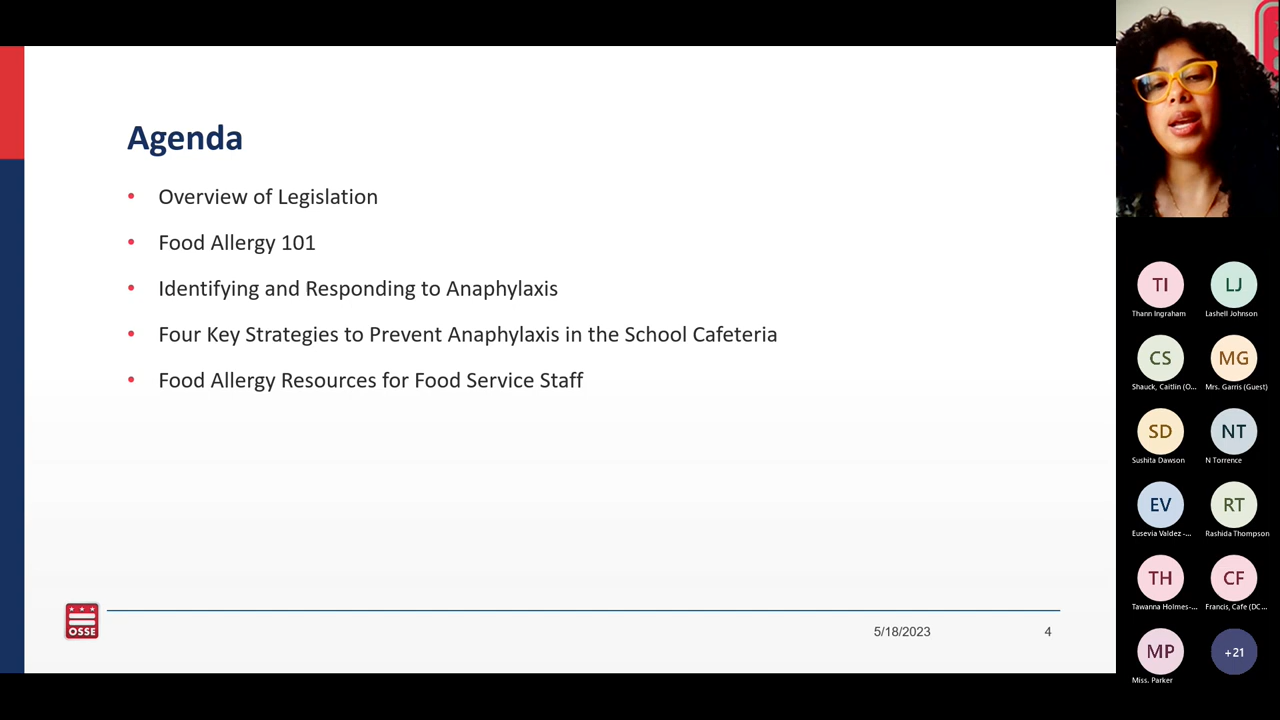 Agenda
• Overview of Legislation
• Food Allergy 101
• Identifying and Responding to Anaphylaxis
• Four Key Strategies to Prevent Anaphylaxis in the School Cafeteria
• Food Allergy Resources for Food Service Staff
OSSE
5/18/2023
4
TI
LJ
Thann Ingraham
Lashell Johnson
CS
MG
Shauck, Caitlin (O...
Mrs. Garris (Guest)
SD
NT
Sushita Dawson
N Torrence
EV
RT
Eusevia Valdez -...
Rashida Thompson
TH
CF
Tawanna Holmes-...
Francis, Cafe (DC...
MP
+21
Miss. Parker